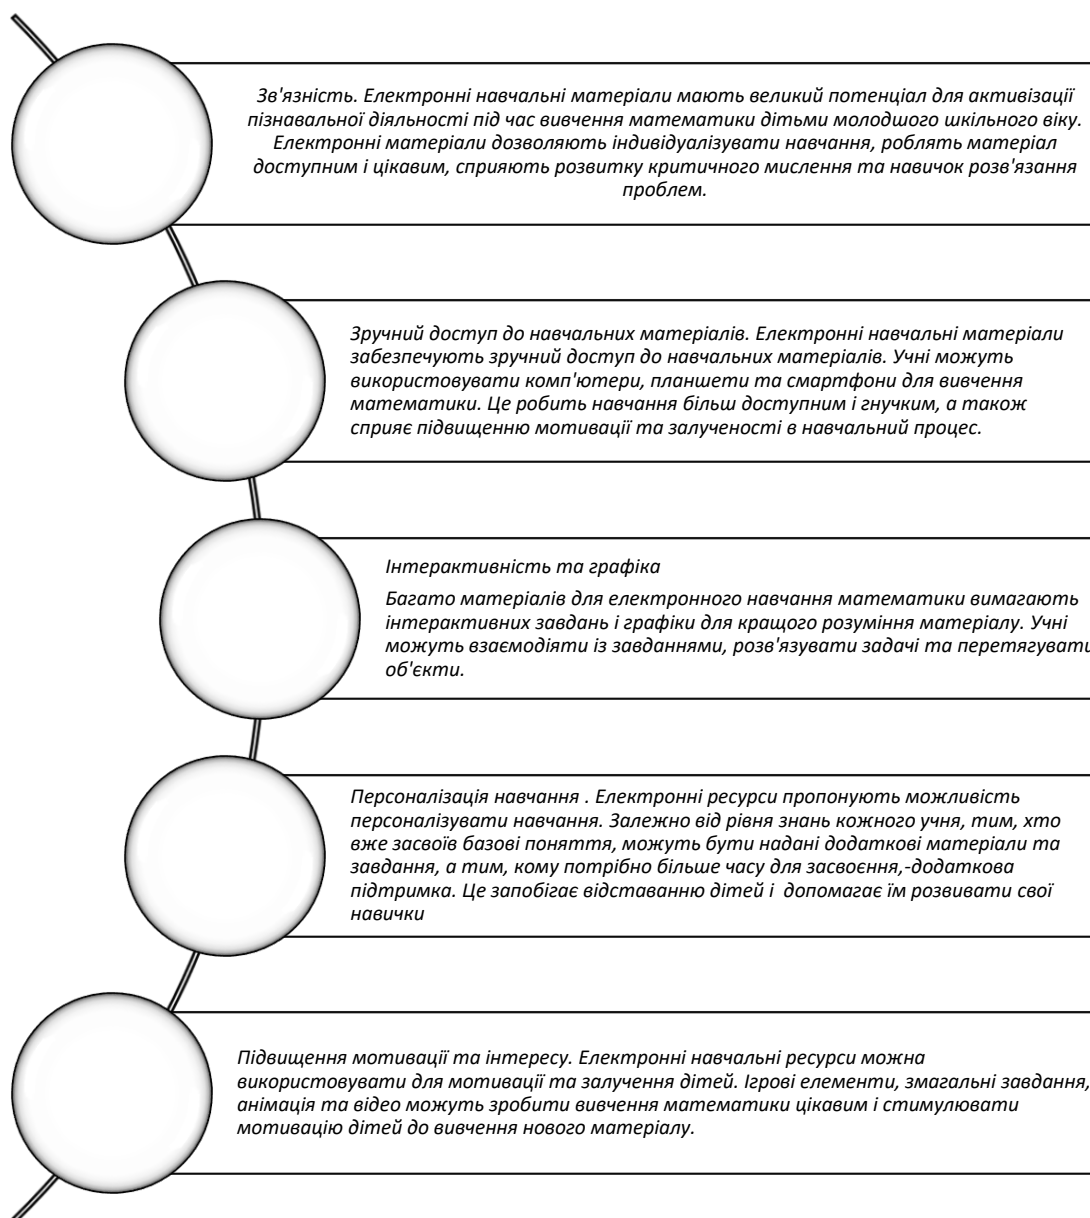 Зв'язність. Електронні навчальні матеріали мають великий потенціал для активізації
пізнавальної діяльності під час вивчення математики дітьми молодшого шкільного віку.
Електронні матеріали дозволяють індивідуалізувати навчання, роблять матеріал
доступним і цікавим, сприяють розвитку критичного мислення та навичок розв'язання
проблем.
Зручний доступ до навчальних матеріалів. Електронні навчальні матеріали
забезпечують зручний доступ до навчальних матеріалів. Учні можуть
використовувати комп'ютери, планшети та смартфони для вивчення
математики. Це робить навчання більш доступним і гнучким, а також
сприяє підвищенню мотивації та залученості в навчальний процес.
Інтерактивність та графіка
Багато матеріалів для електронного навчання математики вимагають
інтерактивних завдань і графіки для кращого розуміння матеріалу. Учні
можуть взаємодіяти із завданнями, розв'язувати задачі та перетягувати
об'єкти.
Персоналізація навчання . Електронні ресурси пропонують можливість
персоналізувати навчання. Залежно від рівня знань кожного учня, тим, хто
вже засвоїв базові поняття, можуть бути надані додаткові матеріали та
завдання, а тим, кому потрібно більше часу для засвоєння,-додаткова
підтримка. Це запобігає відставанню дітей і  допомагає їм розвивати свої
навички
Підвищення мотивації та інтересу. Електронні навчальні ресурси можна
використовувати для мотивації та залучення дітей. Ігрові елементи, змагальні завдання,
анімація та відео можуть зробити вивчення математики цікавим і стимулювати
мотивацію дітей до вивчення нового матеріалу.